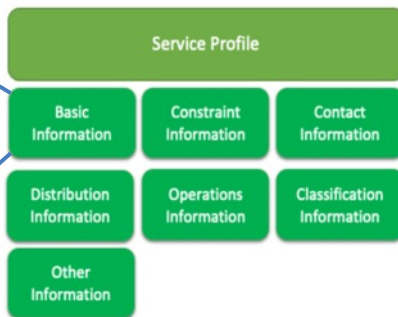 Service Profile
Basic
Information
Constraint
Information
Contact
Information
Distribution
Information
Operations
Information
Classification
Information
Other
Information